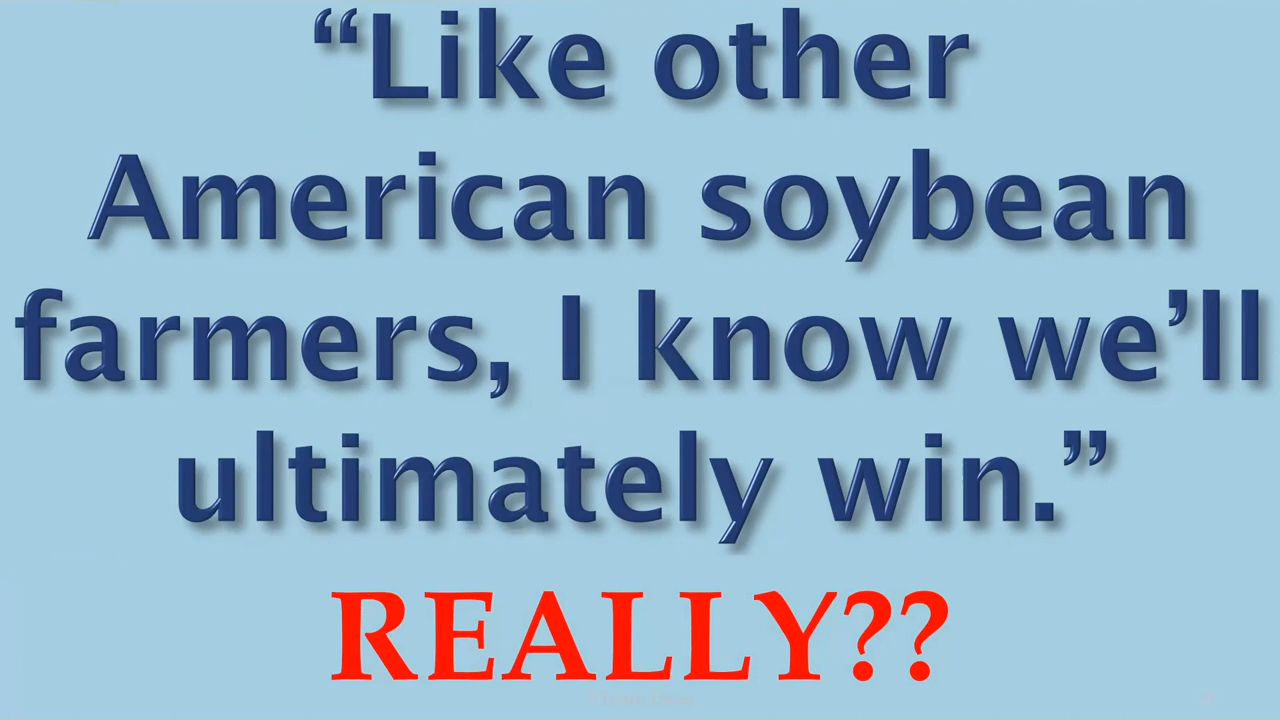 “Like other
American soybean
farmers, I know we’ll
ultimately win.”
REALLY??